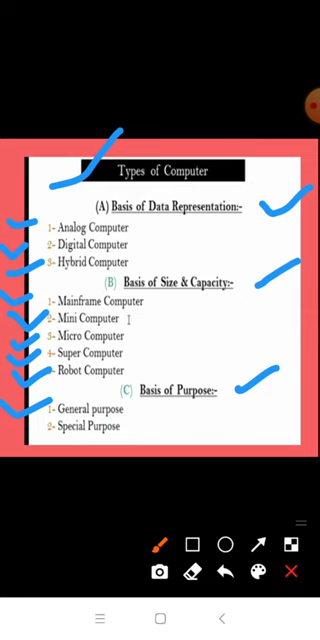 Types of Computer
(A) Basis of Data Representation:-
1- Analog Computer
2- Digital Computer
3- Hybrid Computer
(B) Basis of Size & Capacity:-
1- Mainframe Computer
2- Mini Computer
3- Micro Computer
4- Super Computer
5- Robot Computer
(C) Basis of Purpose:-
1- General purpose
2- Special Purpose